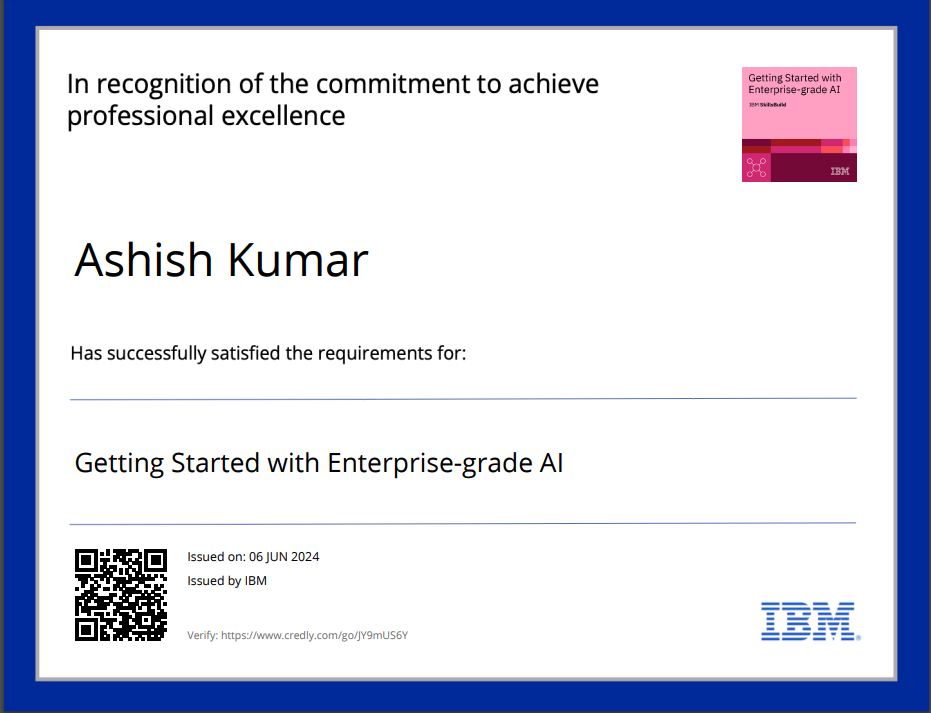 In recognition of the commitment to achieve
professional excellence
Getting Started with
Enterprise-grade AI
IBM SkillsBuild
IBM
Ashish Kumar
Has successfully satisfied the requirements for:
Getting Started with Enterprise-grade AI
Issued on: 06 JUN 2024
Issued by IBM
Verify: https://www.credly.com/go/JY9mUS6Y
IBM®